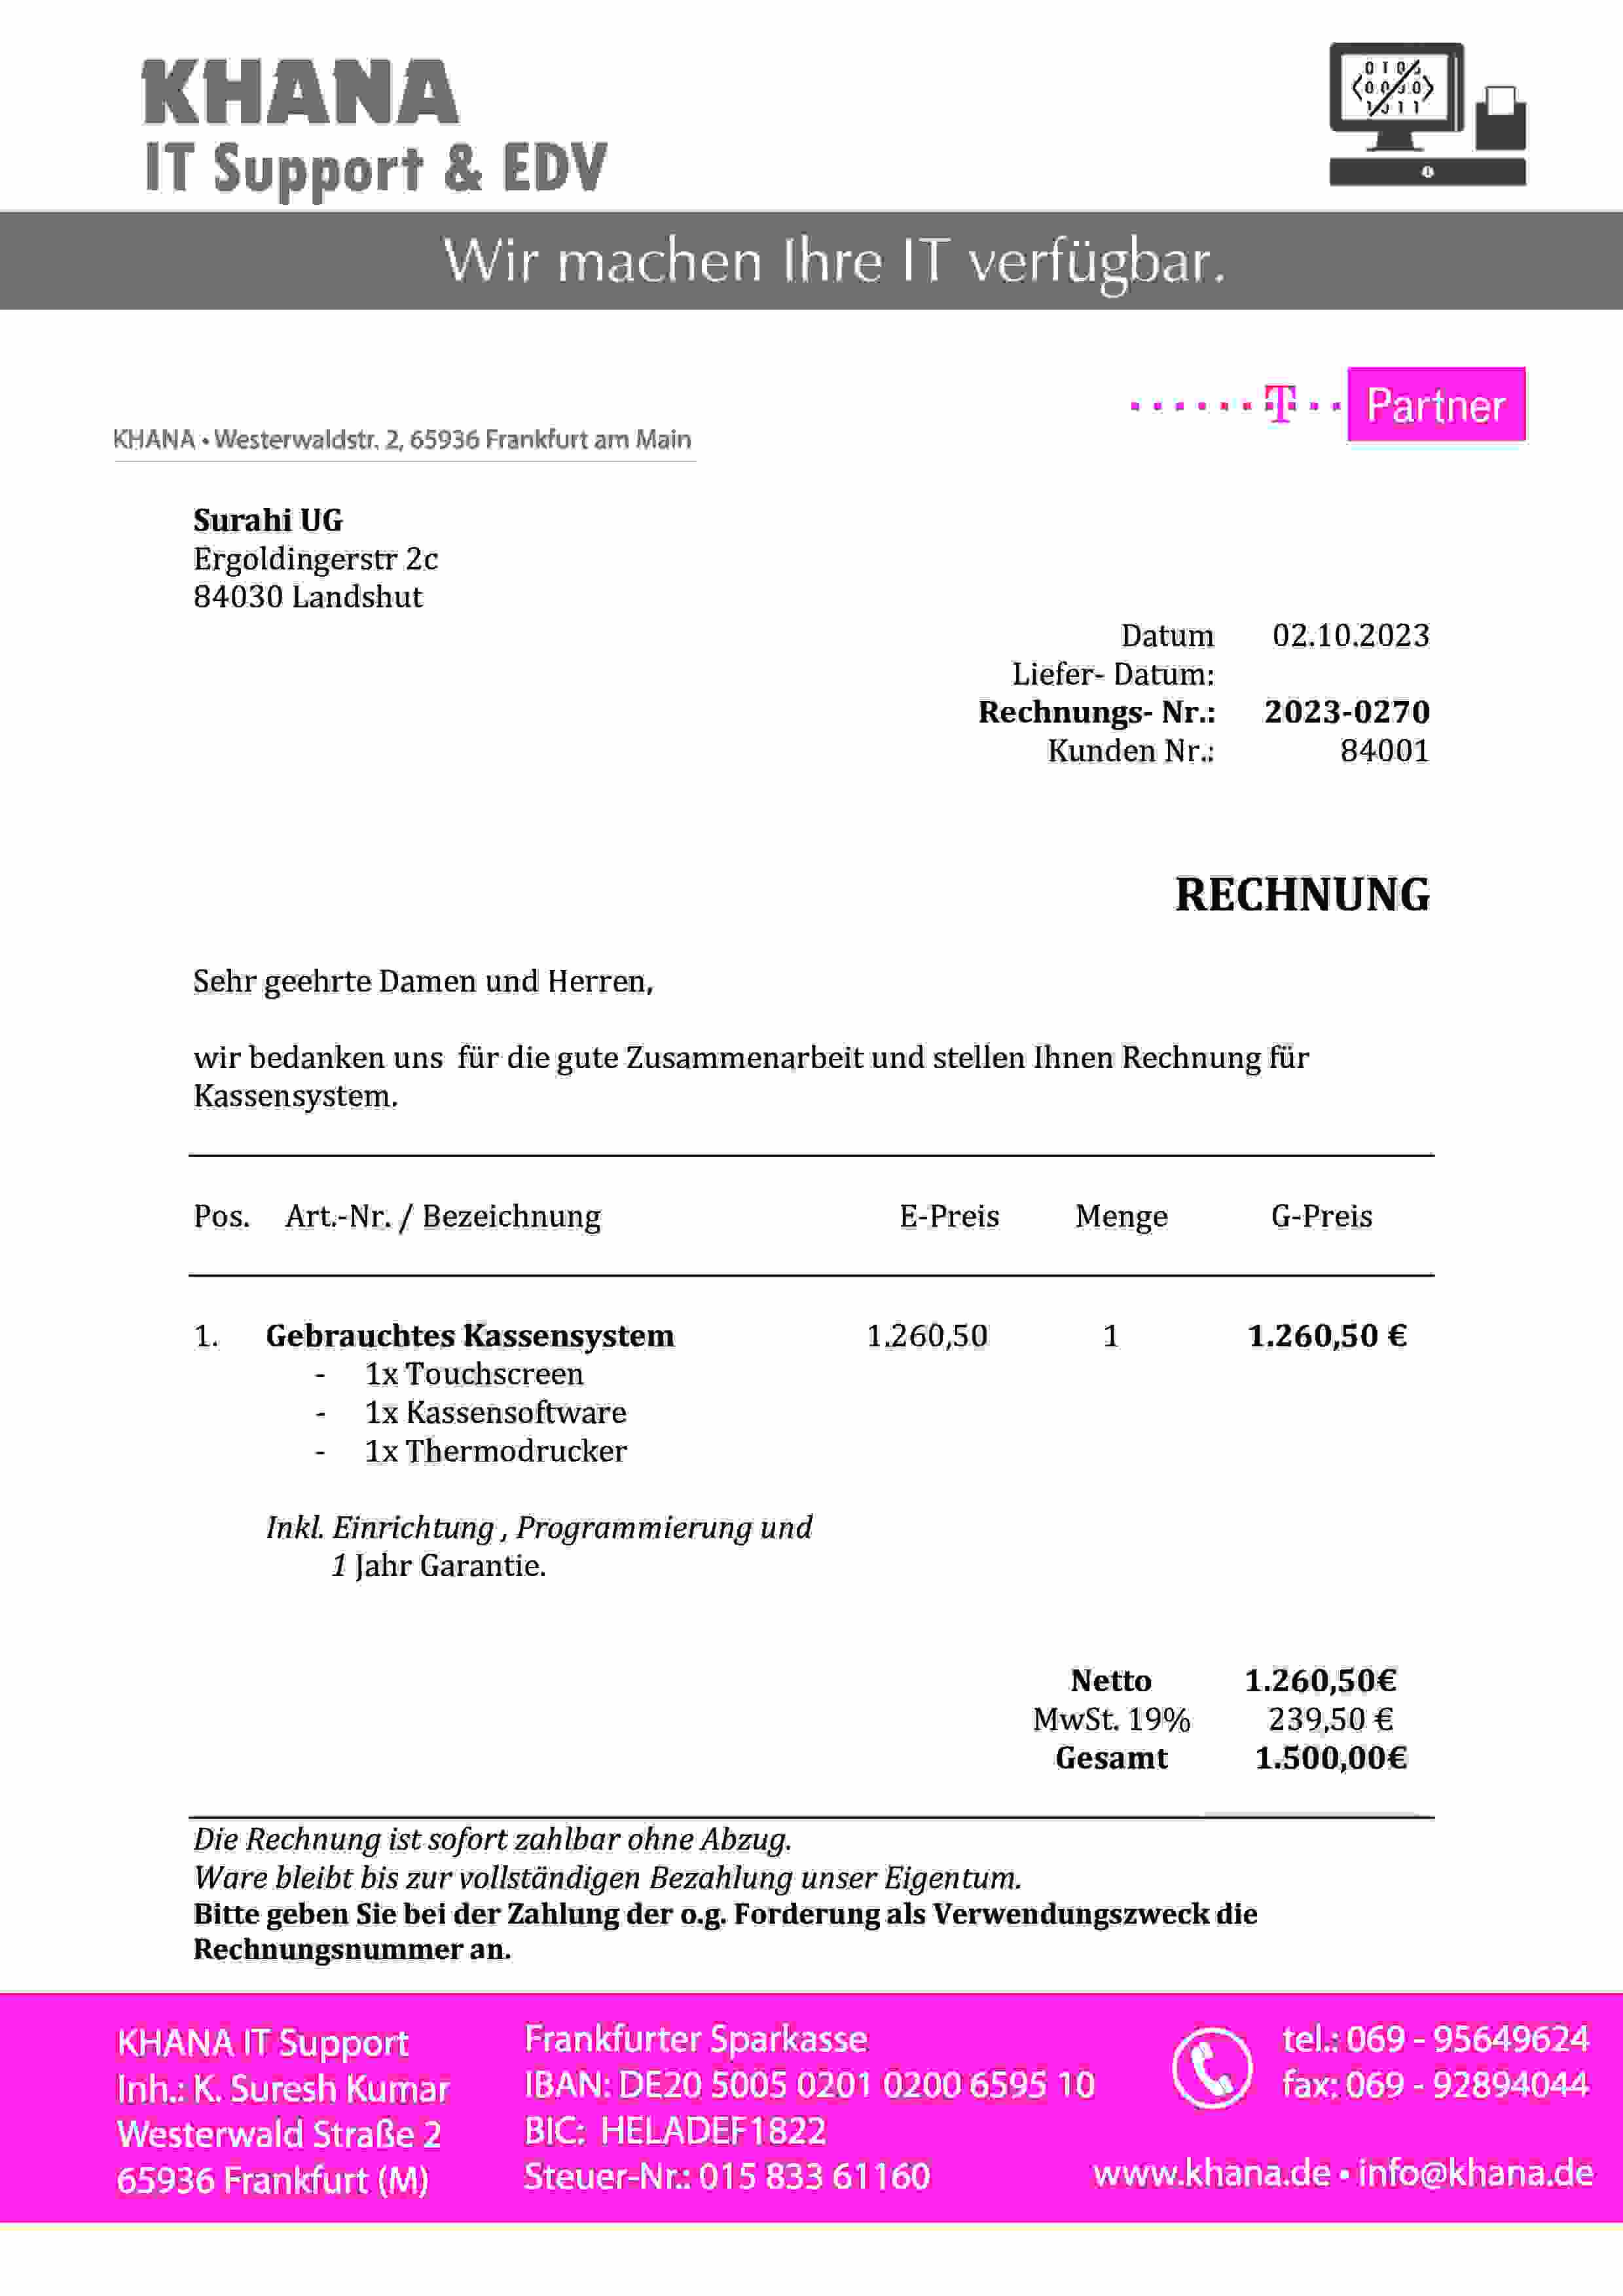 KHANA
IT Support & EDV
Wir machen Ihre IT verfügbar.
T Partner
KHANA • Westerwaldstr. 2, 65936 Frankfurt am Main
Surahi UG
Ergoldingerstr 2c
84030 Landshut
Datum 02.10.2023
Liefer- Datum:
Rechnungs- Nr.: 2023-0270
Kunden Nr.: 84001
RECHNUNG
Sehr geehrte Damen und Herren,
wir bedanken uns für die gute Zusammenarbeit und stellen Ihnen Rechnung für
Kassensystem.
Pos. Art.-Nr. / Bezeichnung E-Preis Menge G-Preis
1. Gebrauchtes Kassensystem 1.260,50 1 1.260,50 €
- 1x Touchscreen
- 1x Kassensoftware
- 1x Thermodrucker
Inkl. Einrichtung , Programmierung und
1 Jahr Garantie.
Netto 1.260,50€
MwSt. 19% 239,50 €
Gesamt 1.500,00€
Die Rechnung ist sofort zahlbar ohne Abzug.
Ware bleibt bis zur vollständigen Bezahlung unser Eigentum.
Bitte geben Sie bei der Zahlung der o.g. Forderung als Verwendungszweck die
Rechnungsnummer an.
KHANA IT Support
Inh.: K. Suresh Kumar
Westerwald Straße 2
65936 Frankfurt (M)
Frankfurter Sparkasse
IBAN: DE20 5005 0201 0200 6595 10
BIC: HELADEF1822
Steuer-Nr.: 015 833 61160
tel.: 069 - 95649624
fax: 069 - 92894044
www.khana.de • info@khana.de